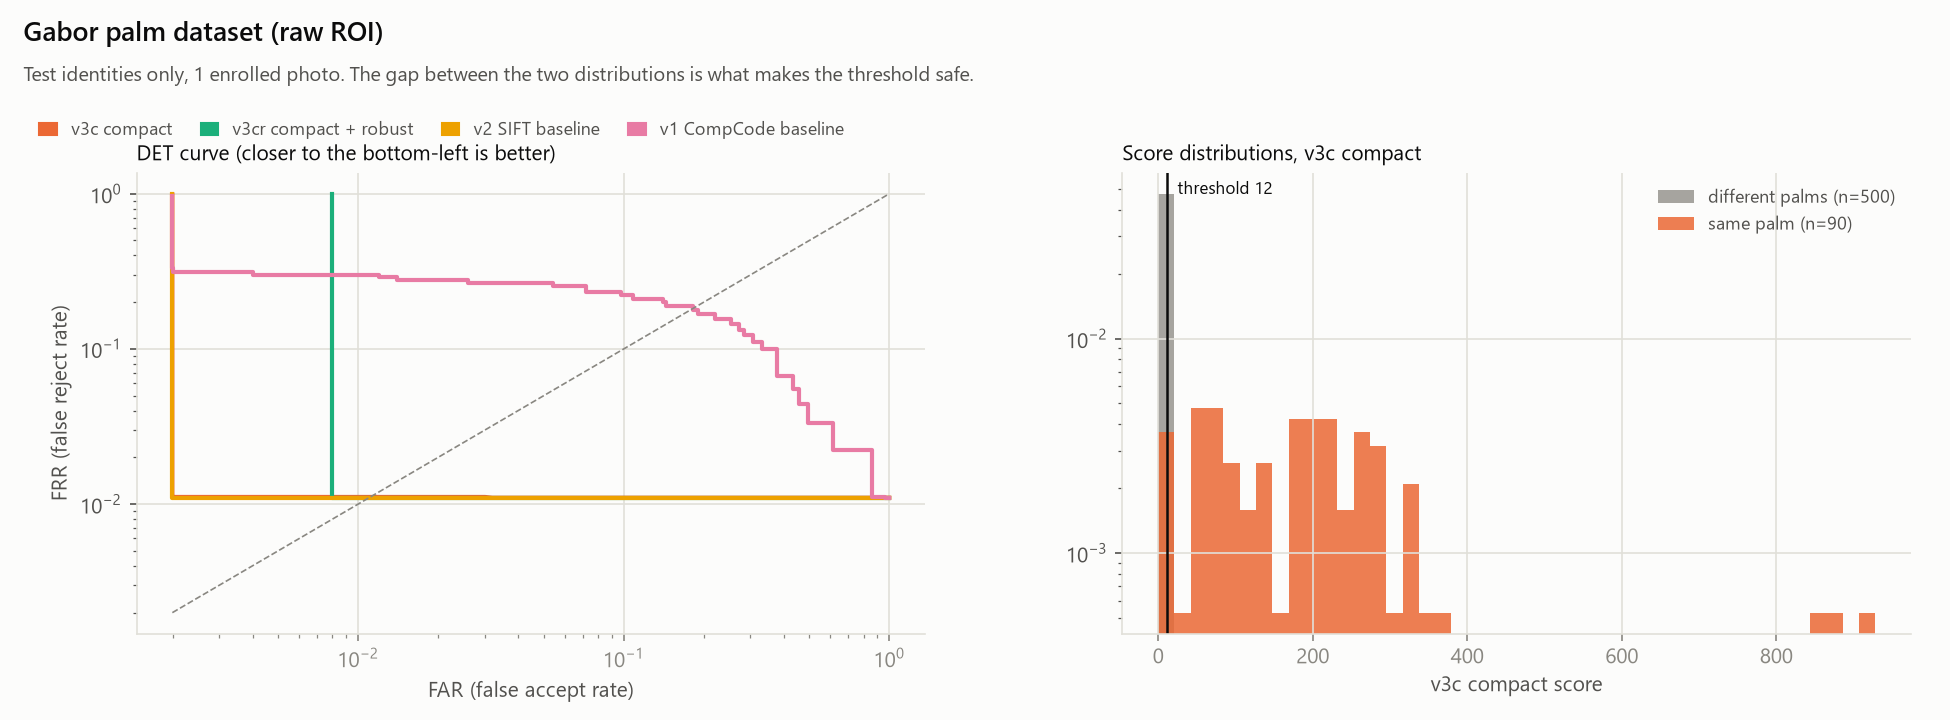 Gabor palm dataset (raw ROI)
Test identities only, 1 enrolled photo. The gap between the two distributions is what makes the threshold safe.
v3c compact v3cr compact + robust v2 SIFT baseline v1 CompCode baseline
DET curve (closer to the bottom-left is better)
10⁰
10⁻¹
10⁻²
FRR (false reject rate)
10⁻² 10⁻¹ 10⁰
FAR (false accept rate)
Score distributions, v3c compact
threshold 12
different palms (n=500)
same palm (n=90)
10⁻²
10⁻³
0 200 400 600 800
v3c compact score